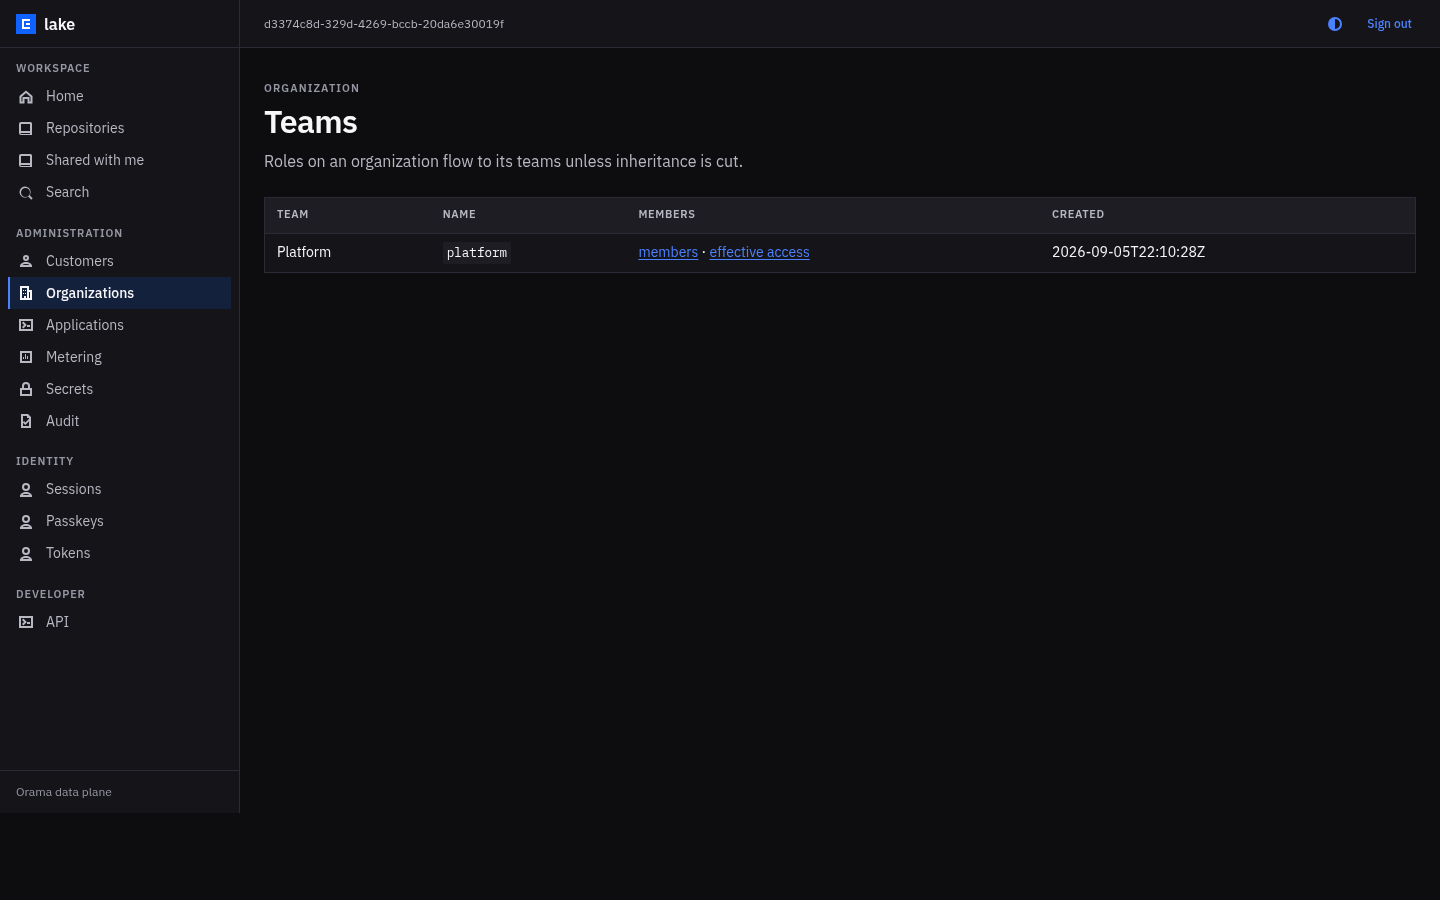 lake
d3374c8d-329d-4269-bccb-20da6e30019f
Sign out
WORKSPACE
Home
Repositories
Shared with me
Search
ADMINISTRATION
Customers
Organizations
Applications
Metering
Secrets
Audit
IDENTITY
Sessions
Passkeys
Tokens
DEVELOPER
API
Orama data plane
ORGANIZATION
Teams
Roles on an organization flow to its teams unless inheritance is cut.
TEAM NAME MEMBERS CREATED
Platform platform members · effective access 2026-09-05T22:10:28Z